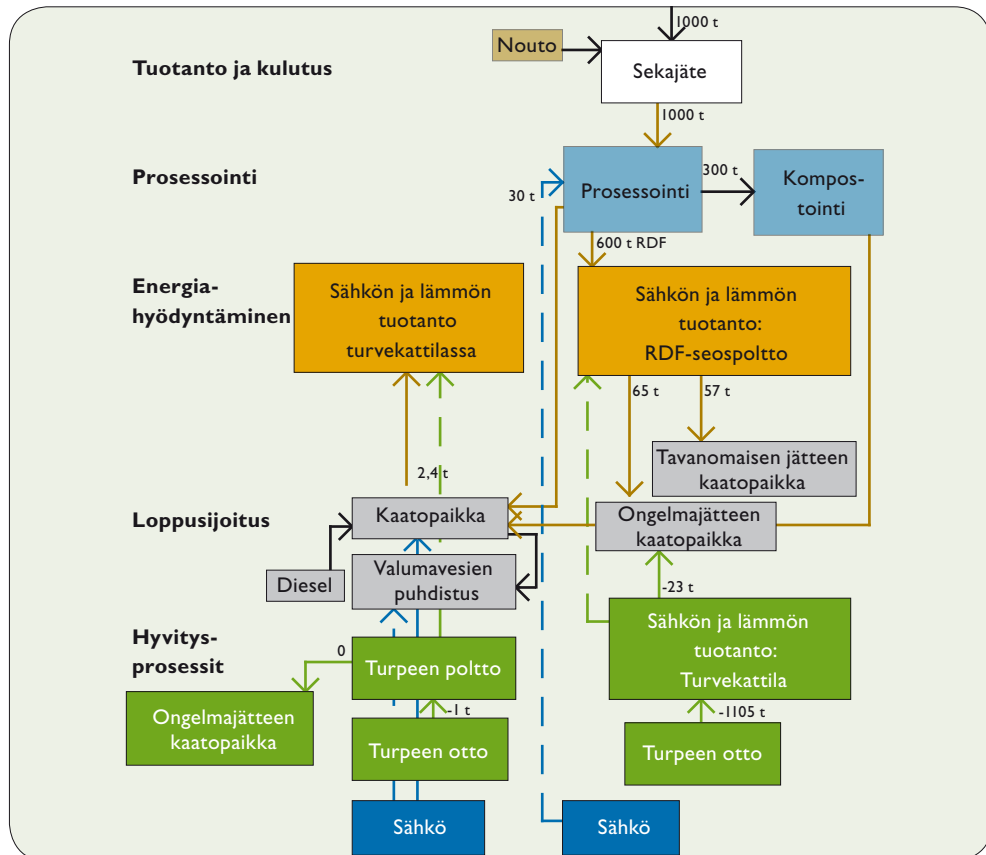 1000 t
Nouto
Sekajäte
Tuotanto ja kulutus
1000 t
Prosessointi
30 t
Prosessointi
300 t
Kompos-
tointi
600 t RDF
Energia-
hyödyntäminen
Sähkön ja lämmön
tuotanto
turvekattilassa
Sähkön ja lämmön
tuotanto:
RDF-seospoltto
65 t
57 t
2,4 t
Tavanomaisen jätteen
kaatopaikka
Loppusijoitus
Kaatopaikka
Ongelmajätteen
kaatopaikka
Diesel
Valumavesien
puhdistus
-23 t
Hyvitys-
prosessit
0
Turpeen poltto
Sähkön ja lämmön
tuotanto:
Turvekattila
Ongelmajätteen
kaatopaikka
-1 t
-1105 t
Turpeen otto
Turpeen otto
Sähkö
Sähkö